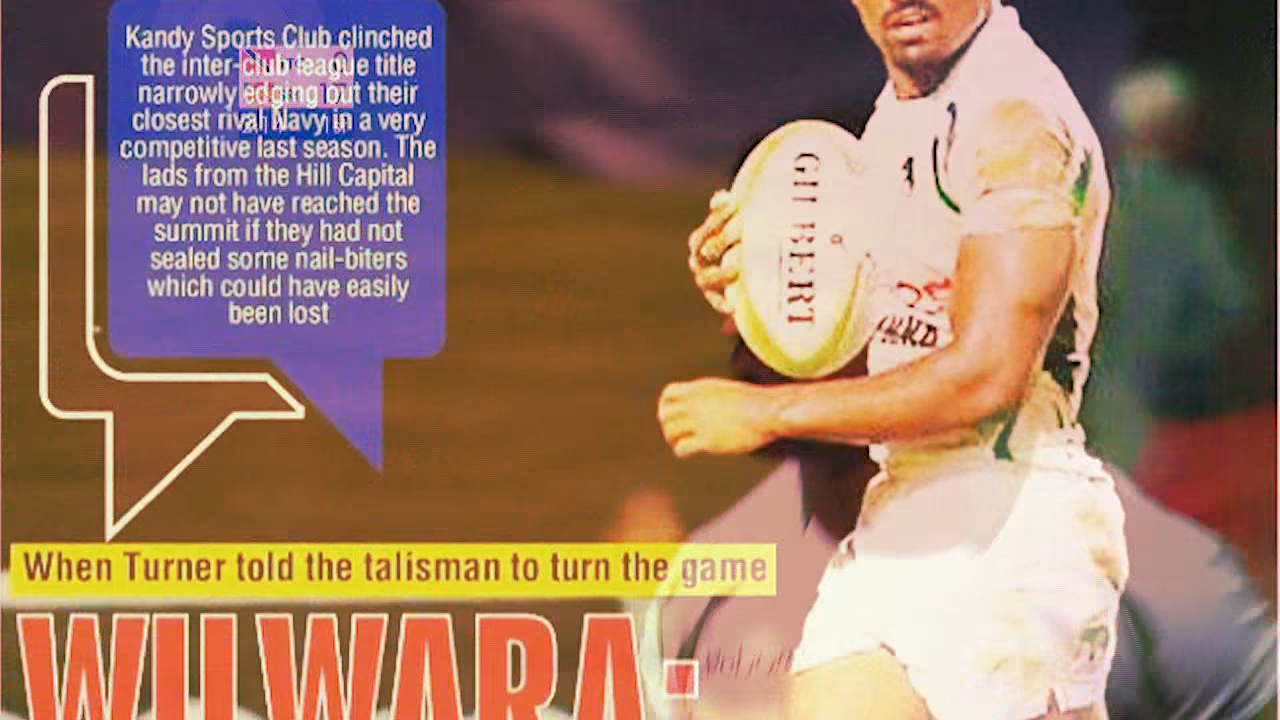 Kandy Sports Club clinched
the inter-club league title
narrowly edging out their
closest rival Navy in a very
competitive last season. The
lads from the Hill Capital
may not have reached the
summit if they had not
sealed some nail-biters
which could have easily
been lost
GILBERT
When Turner told the talisman to turn the game
WILWARA: